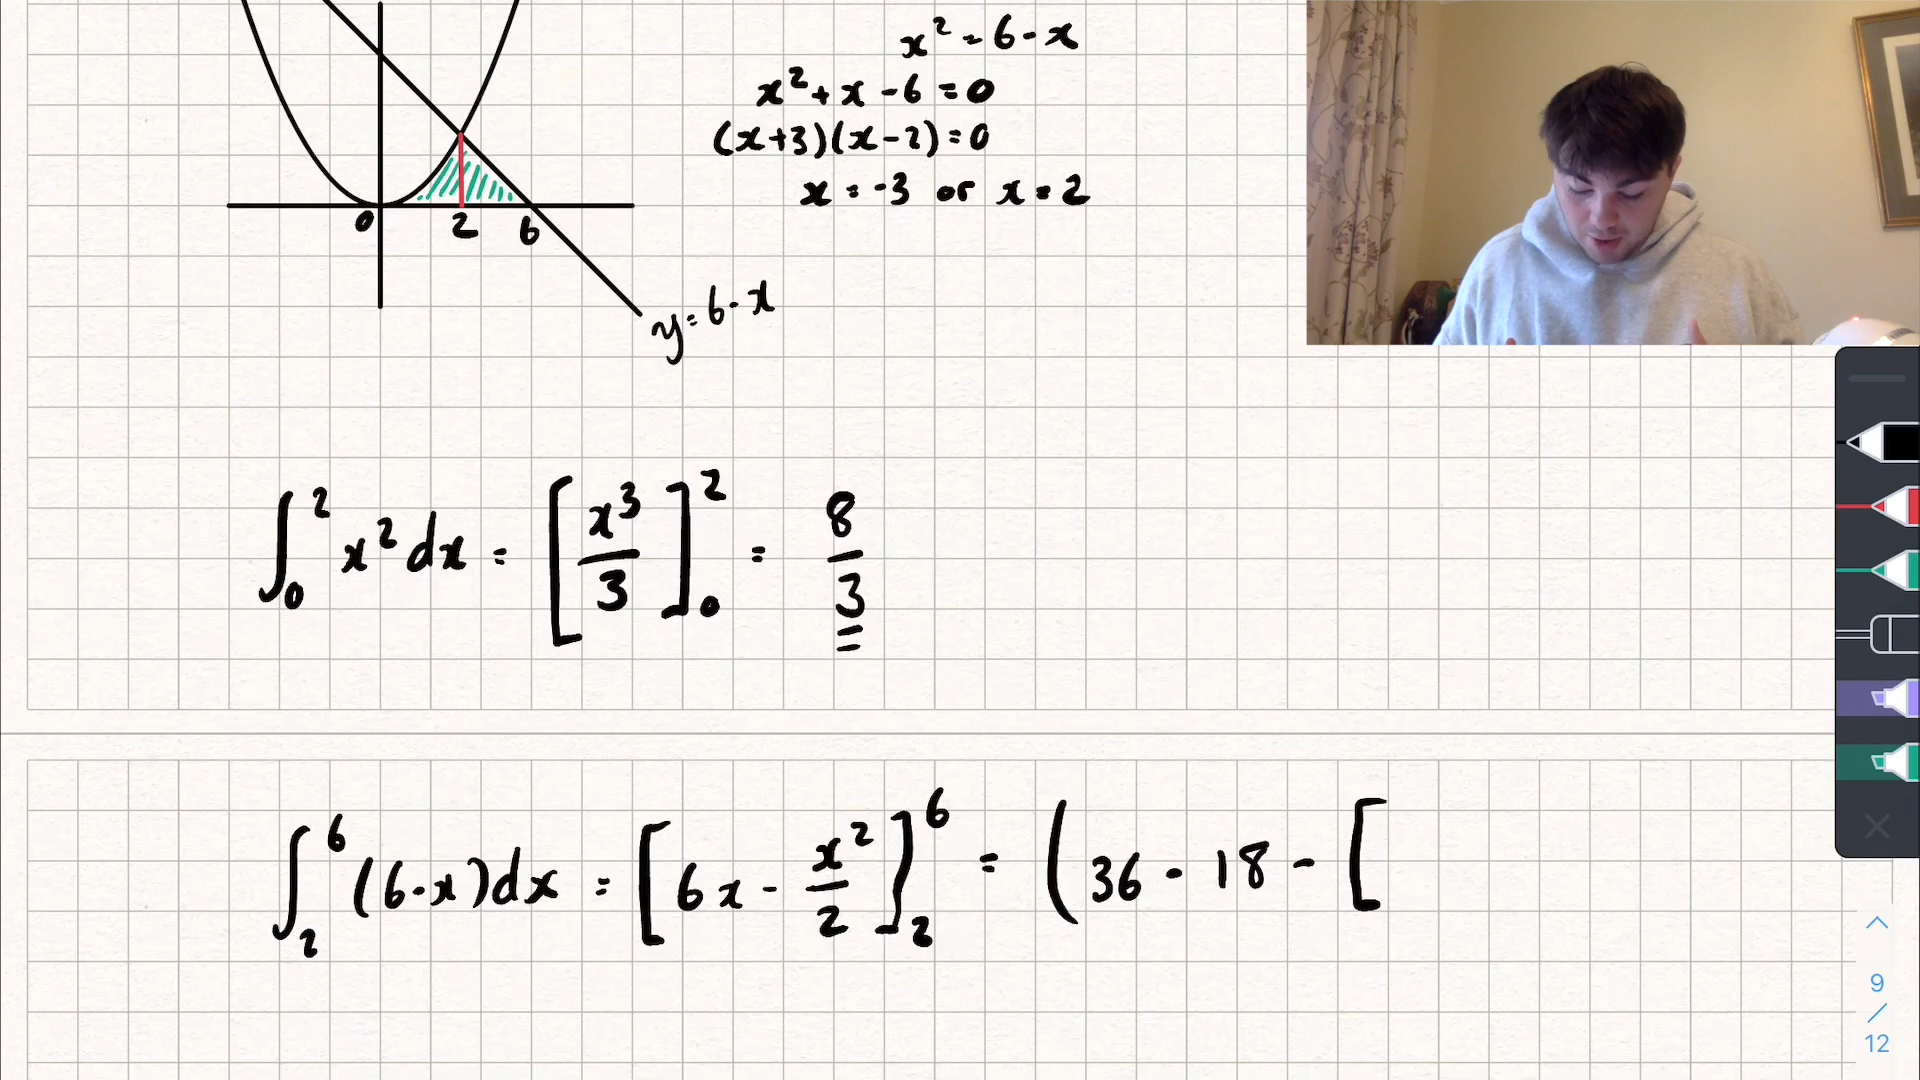 x² = 6 - x
x² + x - 6 = 0
(x+3)(x-2) = 0
x = -3 or x = 2
0 2 6
y = 6 - x
∫₀² x² dx = [x³/3]₀² = 8/3
∫₂⁶ (6-x)dx = [6x - x²/2]₂⁶ = (36 - 18 - [
9
/
12